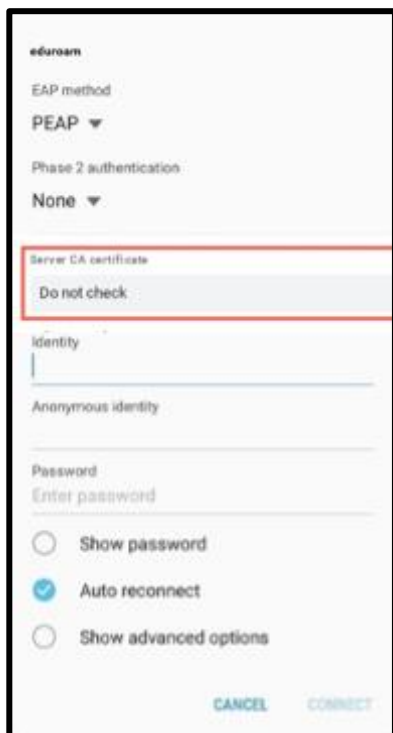 eduroam
EAP method
PEAP
Phase 2 authentication
None
Server CA certificate
Do not check
Identity
Anonymous identity
Password
Enter password
Show password
Auto reconnect
Show advanced options
CANCEL CONNECT